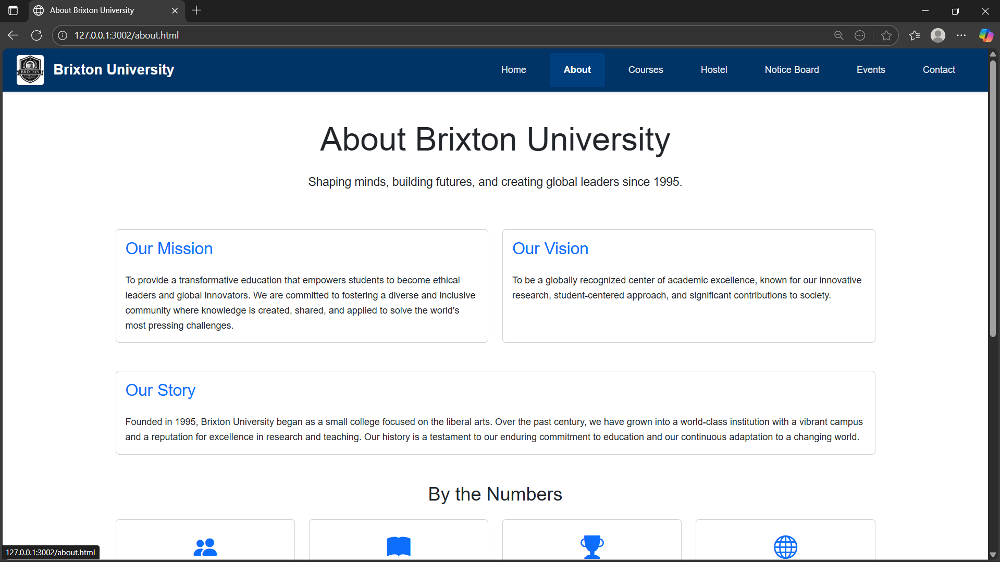 About Brixton University
127.0.0.1:3002/about.html
BRIXTON
UNIVERSITY
Brixton University
Home
About
Courses
Hostel
Notice Board
Events
Contact
About Brixton University
Shaping minds, building futures, and creating global leaders since 1995.
Our Mission
To provide a transformative education that empowers students to become ethical
leaders and global innovators. We are committed to fostering a diverse and inclusive
community where knowledge is created, shared, and applied to solve the world's
most pressing challenges.
Our Vision
To be a globally recognized center of academic excellence, known for our innovative
research, student-centered approach, and significant contributions to society.
Our Story
Founded in 1995, Brixton University began as a small college focused on the liberal arts. Over the past century, we have grown into a world-class institution with a vibrant campus
and a reputation for excellence in research and teaching. Our history is a testament to our enduring commitment to education and our continuous adaptation to a changing world.
By the Numbers
127.0.0.1:3002/about.html